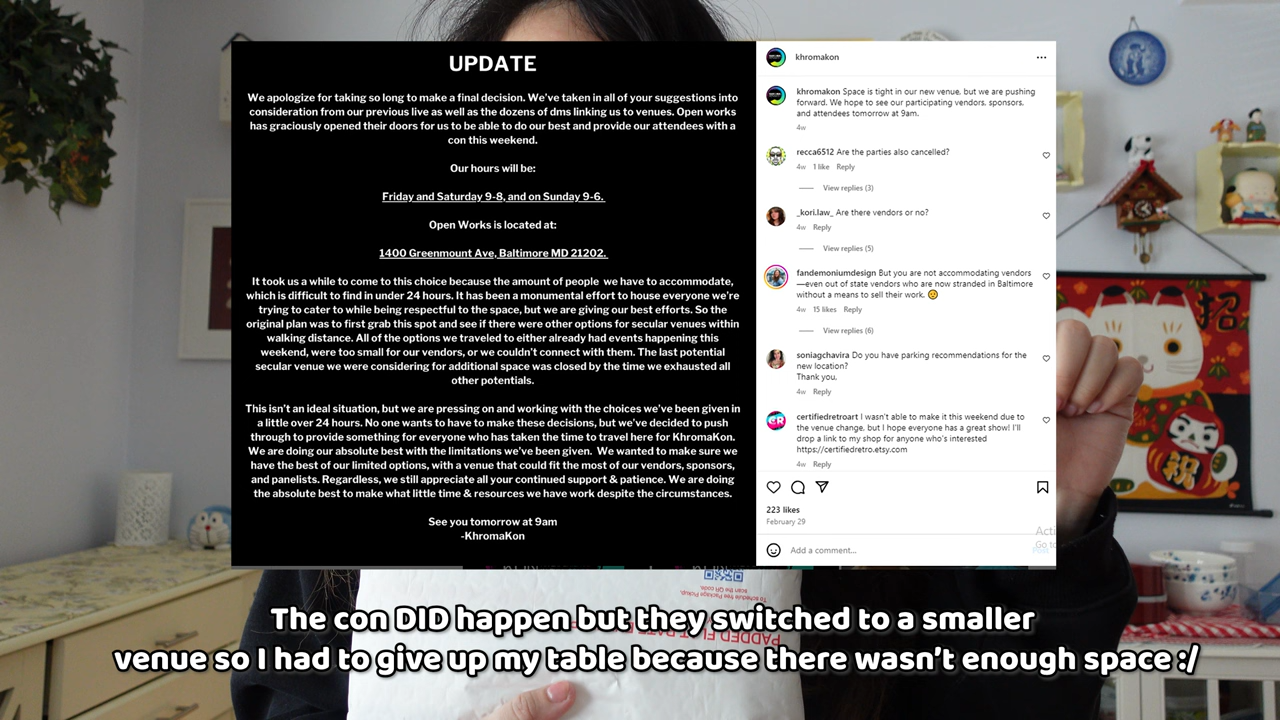 UPDATE
We apologize for taking so long to make a final decision. We've taken in all of your suggestions into
consideration from our previous live as well as the dozens of dms linking us to venues. Open works
has graciously opened their doors for us to be able to do our best and provide our attendees with a
con this weekend.
Our hours will be:
Friday and Saturday 9-8, and on Sunday 9-6.
Open Works is located at:
1400 Greenmount Ave, Baltimore MD 21202.
It took us a while to come to this choice because the amount of people we have to accommodate,
which is difficult to find in under 24 hours. It has been a monumental effort to house everyone we're
trying to cater to while being respectful to the space, but we are giving our best efforts. So the
original plan was to first grab this spot and see if there were other options for secular venues within
walking distance. All of the options we traveled to either already had events happening this
weekend, were too small for our vendors, or we couldn't connect with them. The last potential
secular venue we were considering for additional space was closed by the time we exhausted all
other potentials.
This isn't an ideal situation, but we are pressing on and working with the choices we've been given in
a little over 24 hours. No one wants to have to make these decisions, but we've decided to push
through to provide something for everyone who has taken the time to travel here for KhromaKon.
We are doing our absolute best with the limitations we've been given. We wanted to make sure we
have the best of our limited options, with a venue that could fit the most of our vendors, sponsors,
and panelists. Regardless, we still appreciate all your continued support & patience. We are doing
the absolute best to make what little time & resources we have work despite the circumstances.
See you tomorrow at 9am
-KhromaKon
khromakon
khromakon Space is tight in our new venue, but we are pushing
forward. We hope to see our participating vendors, sponsors,
and attendees tomorrow at 9am.
4w
recca6512 Are the parties also cancelled?
4w 1 like Reply
View replies (3)
_kori.law_ Are there vendors or no?
4w Reply
View replies (5)
fandemoniumdesign But you are not accommodating vendors
—even out of state vendors who are now stranded in Baltimore
without a means to sell their work.
4w 15 likes Reply
View replies (6)
soniagchavira Do you have parking recommendations for the
new location?
Thank you,
4w Reply
certifiedretroart I wasn't able to make it this weekend due to
the venue change, but I hope everyone has a great show! I'll
drop a link to my shop for anyone who's interested
https://certifiedretro.etsy.com
4w Reply
223 likes
February 29
Add a comment...
Post
Acti
Go to
招
To schedule free Package Pickup,
scan the QR code.
PADDED FLAT RATE
The con DID happen but they switched to a smaller
venue so I had to give up my table because there wasn't enough space :/